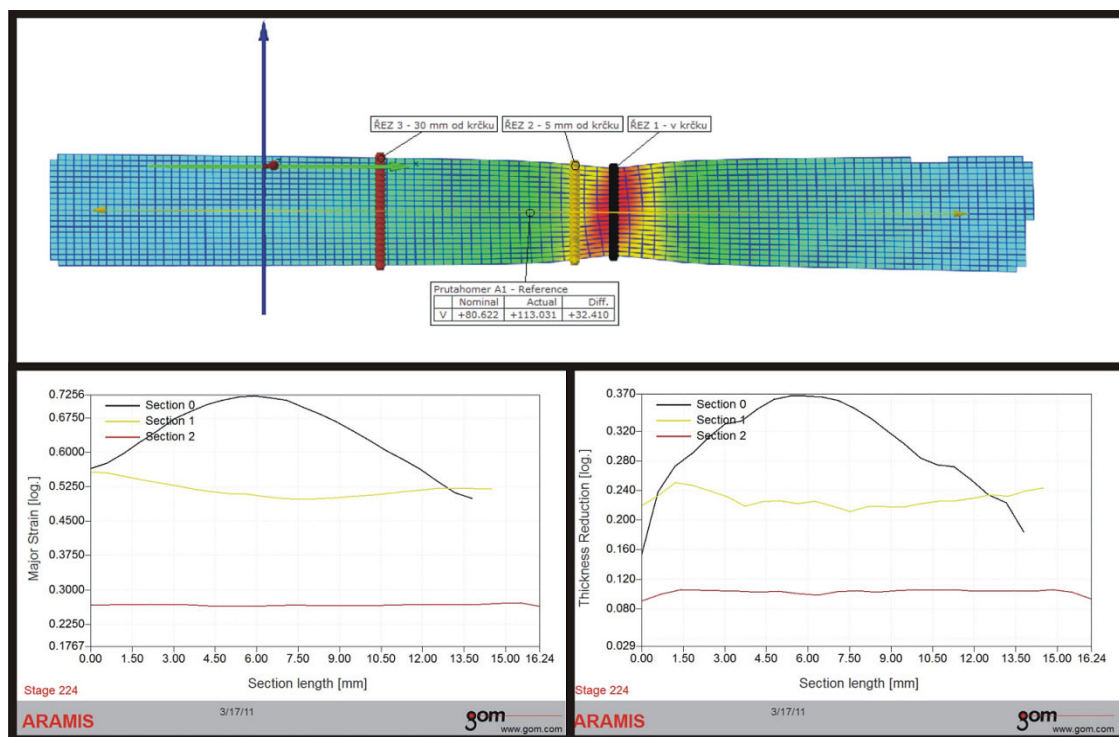 ŘEZ 3 - 30 mm od krčku
ŘEZ 2 - 5 mm od krčku
ŘEZ 1 - v krčku
x
Prutahomer A1 - Reference
Nominal Actual Diff.
V +80.622 +113.031 +32.410
Major Strain [log.]
0.7256
0.6750
0.6000
0.5250
0.4500
0.3750
0.3000
0.2250
0.1767
Section 0
Section 1
Section 2
0.00 1.50 3.00 4.50 6.00 7.50 9.00 10.50 12.00 13.50 15.00 16.24
Section length [mm]
Stage 224
3/17/11
ARAMIS
gom
www.gom.com
Thickness Reduction [log.]
0.370
0.320
0.280
0.240
0.200
0.160
0.120
0.080
0.029
Section 0
Section 1
Section 2
0.00 1.50 3.00 4.50 6.00 7.50 9.00 10.50 12.00 13.50 15.00 16.24
Section length [mm]
Stage 224
3/17/11
ARAMIS
gom
www.gom.com